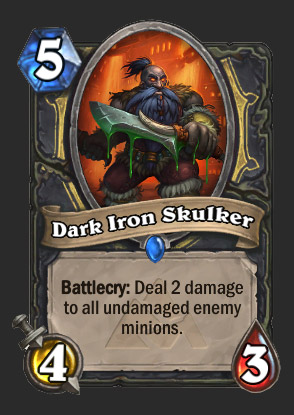 5
Dark Iron Skulker
Battlecry: Deal 2 damage
to all undamaged enemy
minions.
4
3